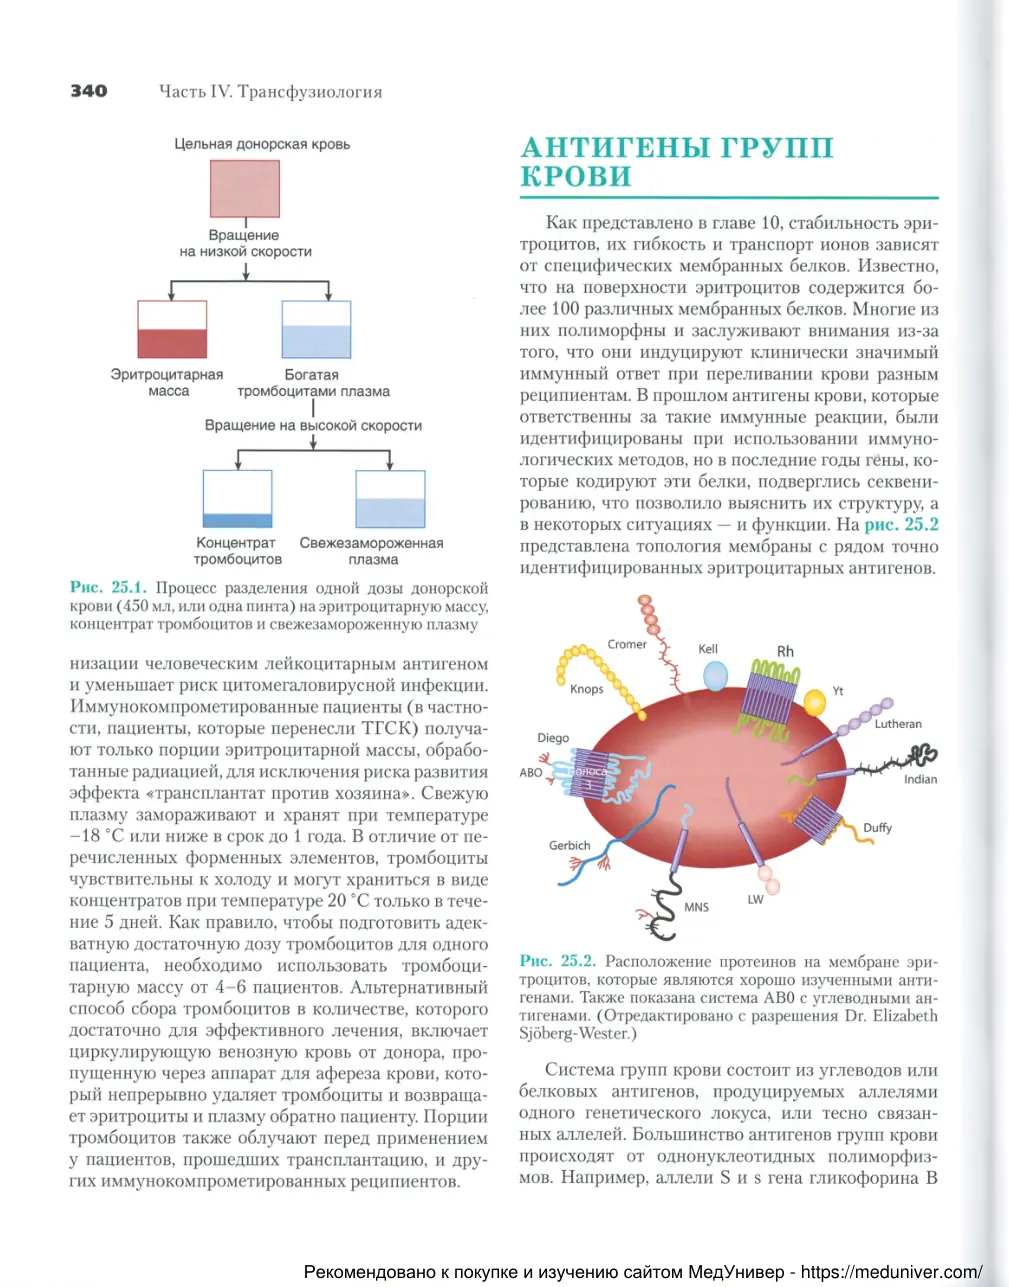 340 Часть IV. Трансфузиология
Цельная донорская кровь
Вращение
на низкой скорости
Эритроцитарная
масса
Богатая
тромбоцитами плазма
Вращение на высокой скорости
Концентрат
тромбоцитов
Свежезамороженная
плазма
Рис. 25.1. Процесс разделения одной дозы донорской
крови (450 мл, или одна пинта) на эритроцитарную массу,
концентрат тромбоцитов и свежезамороженную плазму
низации человеческим лейкоцитарным антигеном
и уменьшает риск цитомегаловирусной инфекции.
Иммунокомпрометированные пациенты (в частно-
сти, пациенты, которые перенесли ТГСК) получа-
ют только порции эритроцитарной массы, обрабо-
танные радиацией, для исключения риска развития
эффекта «трансплантат против хозяина». Свежую
плазму замораживают и хранят при температуре
−18 °С или ниже в срок до 1 года. В отличие от пе-
речисленных форменных элементов, тромбоциты
чувствительны к холоду и могут храниться в виде
концентратов при температуре 20 °С только в тече-
ние 5 дней. Как правило, чтобы подготовить адек-
ватную достаточную дозу тромбоцитов для одного
пациента, необходимо использовать тромбоци-
тарную массу от 4–6 пациентов. Альтернативный
способ сбора тромбоцитов в количестве, которого
достаточно для эффективного лечения, включает
циркулирующую венозную кровь от донора, про-
пущенную через аппарат для афереза крови, кото-
рый непрерывно удаляет тромбоциты и возвраща-
ет эритроциты и плазму обратно пациенту. Порции
тромбоцитов также облучают перед применением
у пациентов, прошедших трансплантацию, и дру-
гих иммунокомпрометированных реципиентов.
АНТИГЕНЫ ГРУПП
КРОВИ
Как представлено в главе 10, стабильность эри-
троцитов, их гибкость и транспорт ионов зависят
от специфических мембранных белков. Известно,
что на поверхности эритроцитов содержится бо-
лее 100 различных мембранных белков. Многие из
них полиморфны и заслуживают внимания из-за
того, что они индуцируют клинически значимый
иммунный ответ при переливании крови разным
реципиентам. В прошлом антигены крови, которые
ответственны за такие иммунные реакции, были
идентифицированы при использовании иммуно-
логических методов, но в последние годы гены, ко-
торые кодируют эти белки, подверглись секвени-
рованию, что позволило выяснить их структуру, а
в некоторых ситуациях — и функции. На рис. 25.2
представлена топология мембраны с рядом точно
идентифицированных эритроцитарных антигенов.
Cromer
Kell
Rh
Knops
Yt
Lutheran
Diego
ABO
полоса
Indian
Duffy
Gerbich
MNS
LW
Рис. 25.2. Расположение протеинов на мембране эри-
троцитов, которые являются хорошо изученными анти-
генами. Также показана система АВ0 с углеводными ан-
тигенами. (Отредактировано с разрешения Dr. Elizabeth
Sjöberg-Wester.)
Система групп крови состоит из углеводов или
белковых антигенов, продуцируемых аллелями
одного генетического локуса, или тесно связан-
ных аллелей. Большинство антигенов групп крови
происходят от однонуклеотидных полиморфиз-
мов. Например, аллели S и s гена гликофорина B
Рекомендовано к покупке и изучению сайтом МедУнивер - https://meduniver.com/